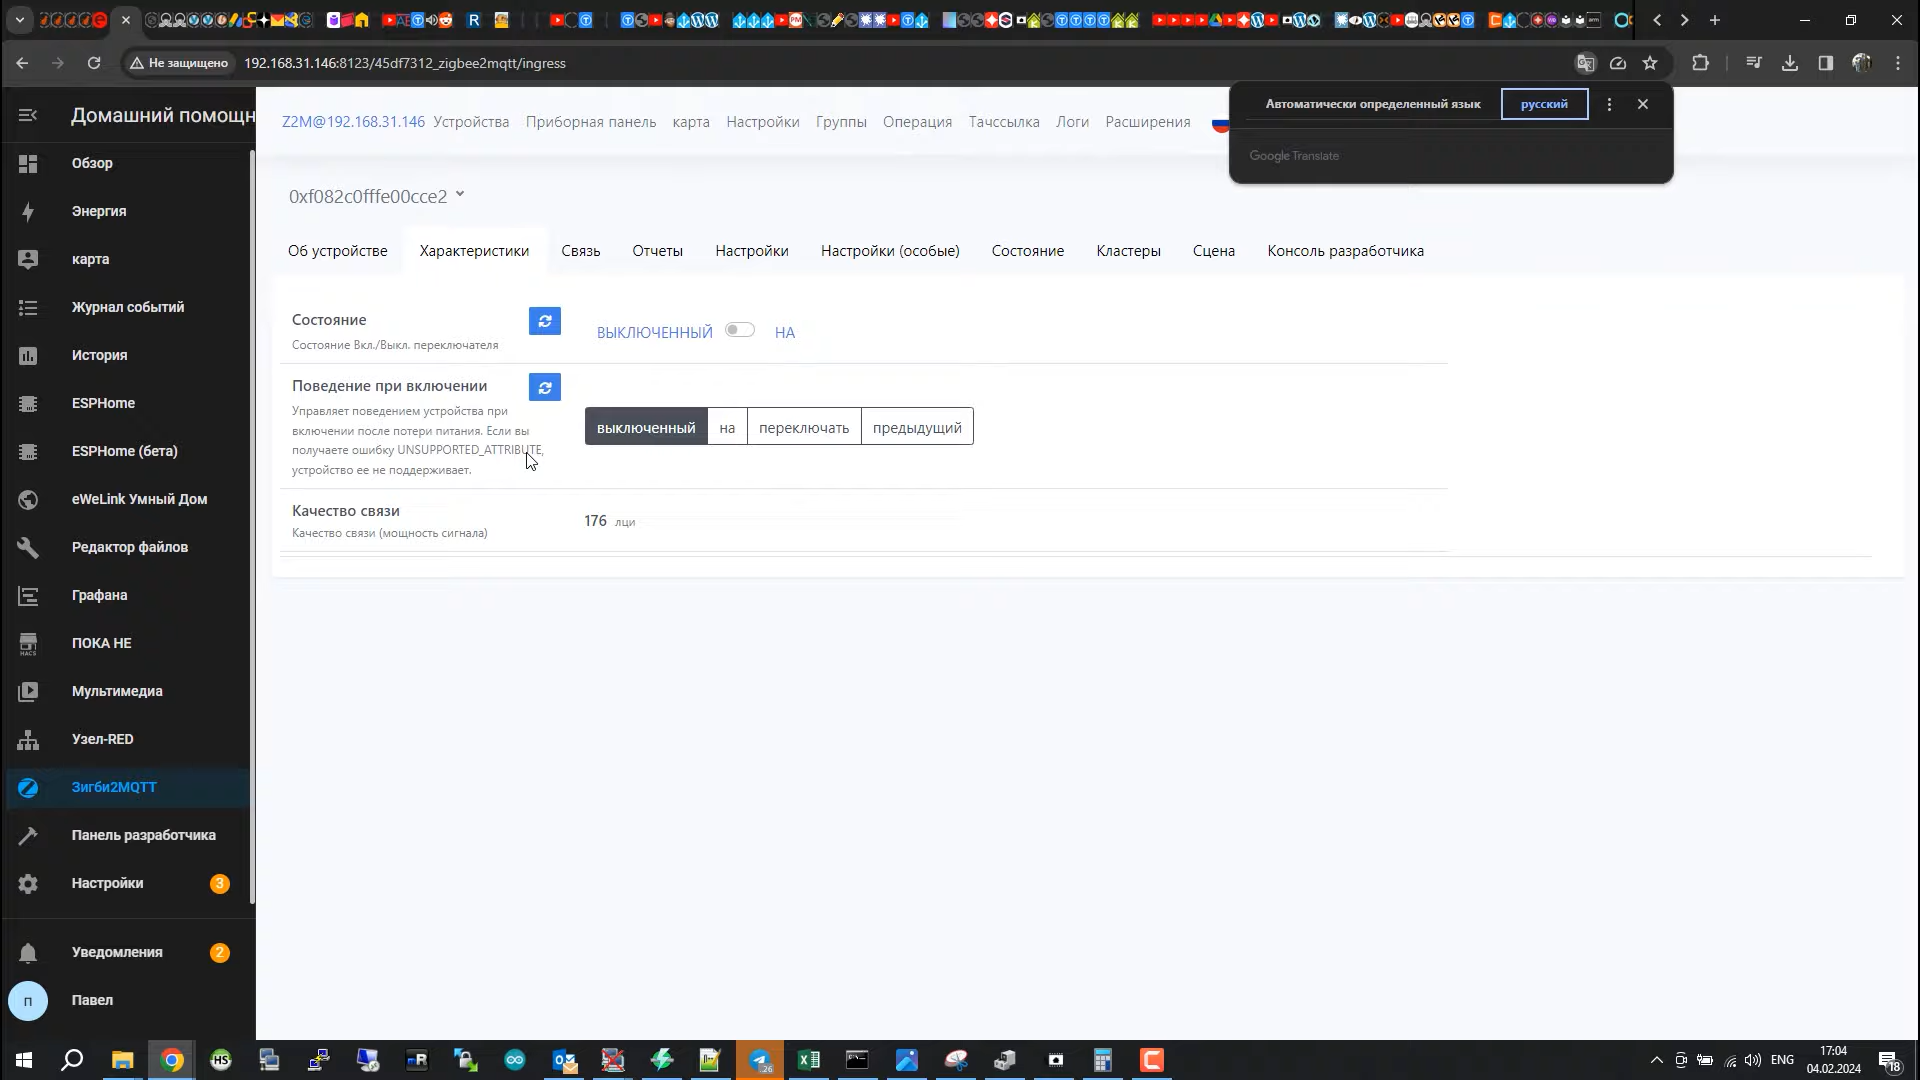 Не защищено
192.168.31.146:8123/45df7312_zigbee2mqtt/ingress
Автоматически определенный язык
русский
Google Translate
Домашний помощн
Обзор
Энергия
карта
Журнал событий
История
ESPHome
ESPHome (бета)
eWeLink Умный Дом
Редактор файлов
Графана
HACS
ПОКА НЕ
Мультимедиа
Узел-RED
Зигби2MQTT
Панель разработчика
Настройки
3
Уведомления
2
П
Павел
Z2M@192.168.31.146 Устройства Приборная панель карта Настройки Группы Операция Тачссылка Логи Расширения
0xf082c0fffe00cce2
Об устройстве Характеристики Связь Отчеты Настройки Настройки (особые) Состояние Кластеры Сцена Консоль разработчика
Состояние
Состояние Вкл./Выкл. переключателя
ВЫКЛЮЧЕННЫЙ НА
Поведение при включении
Управляет поведением устройства при
включении после потери питания. Если вы
получаете ошибку UNSUPPORTED_ATTRIBUTE,
устройство ее не поддерживает.
выключенный на переключать предыдущий
Качество связи
Качество связи (мощность сигнала)
176 лци
ENG
17:04
04.02.2024
18